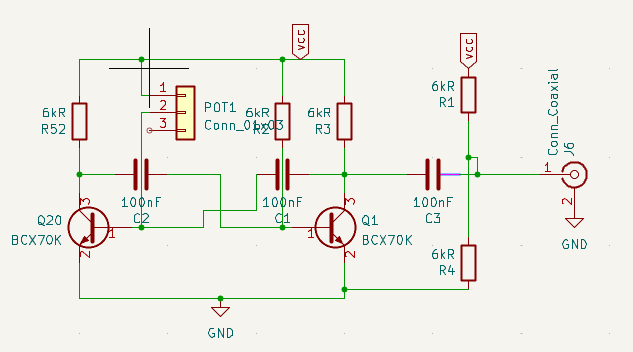 vcc
vcc
1
2
3
POT1
Conn_01x03
6kR
R52
6kR
R2
6kR
R3
6kR
R1
Conn_Coaxial
J6
1
2
GND
100nF
C2
100nF
C1
100nF
C3
3
Q20
BCX70K
1
2
3
Q1
BCX70K
1
2
6kR
R4
GND